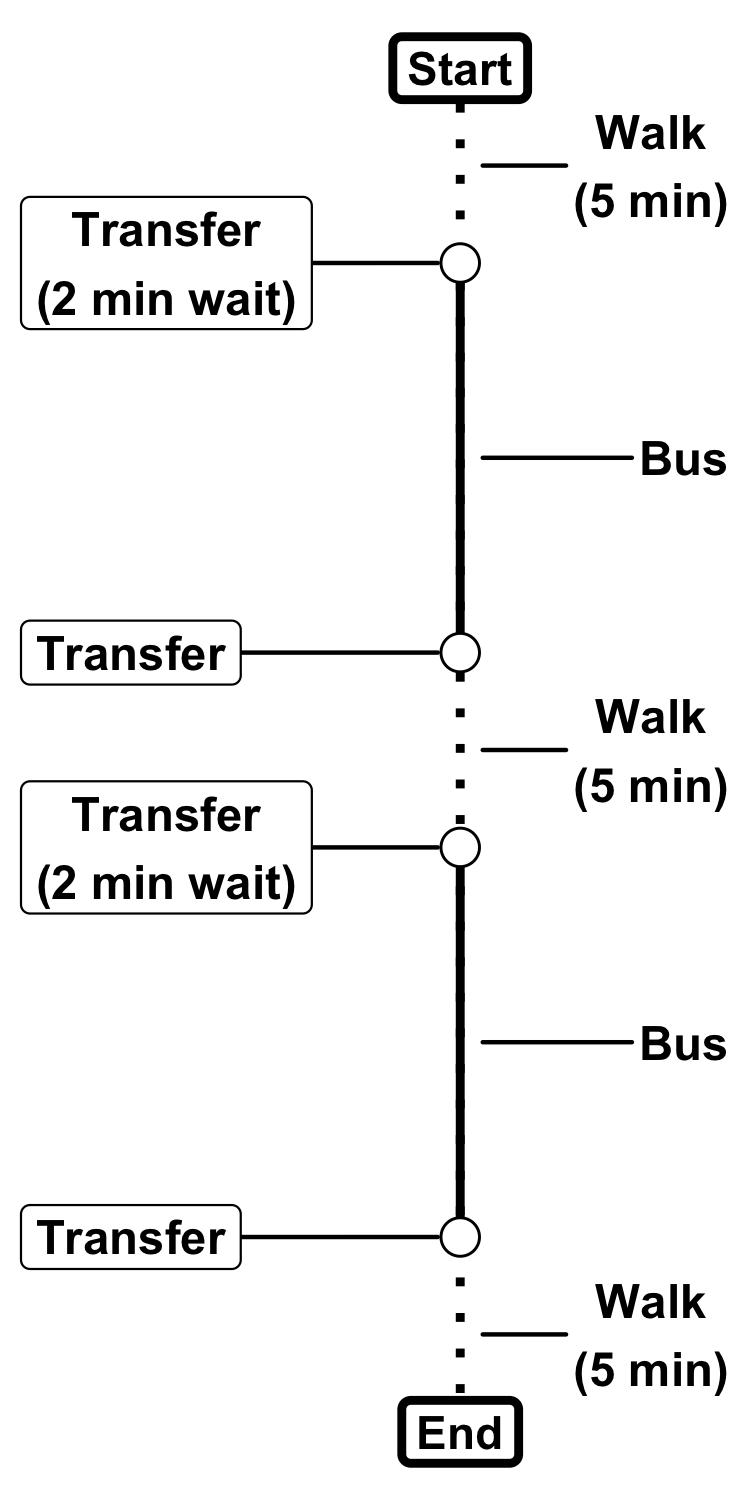 Start
Walk
(5 min)
Transfer
(2 min wait)
Bus
Transfer
Walk
(5 min)
Transfer
(2 min wait)
Bus
Transfer
Walk
(5 min)
End